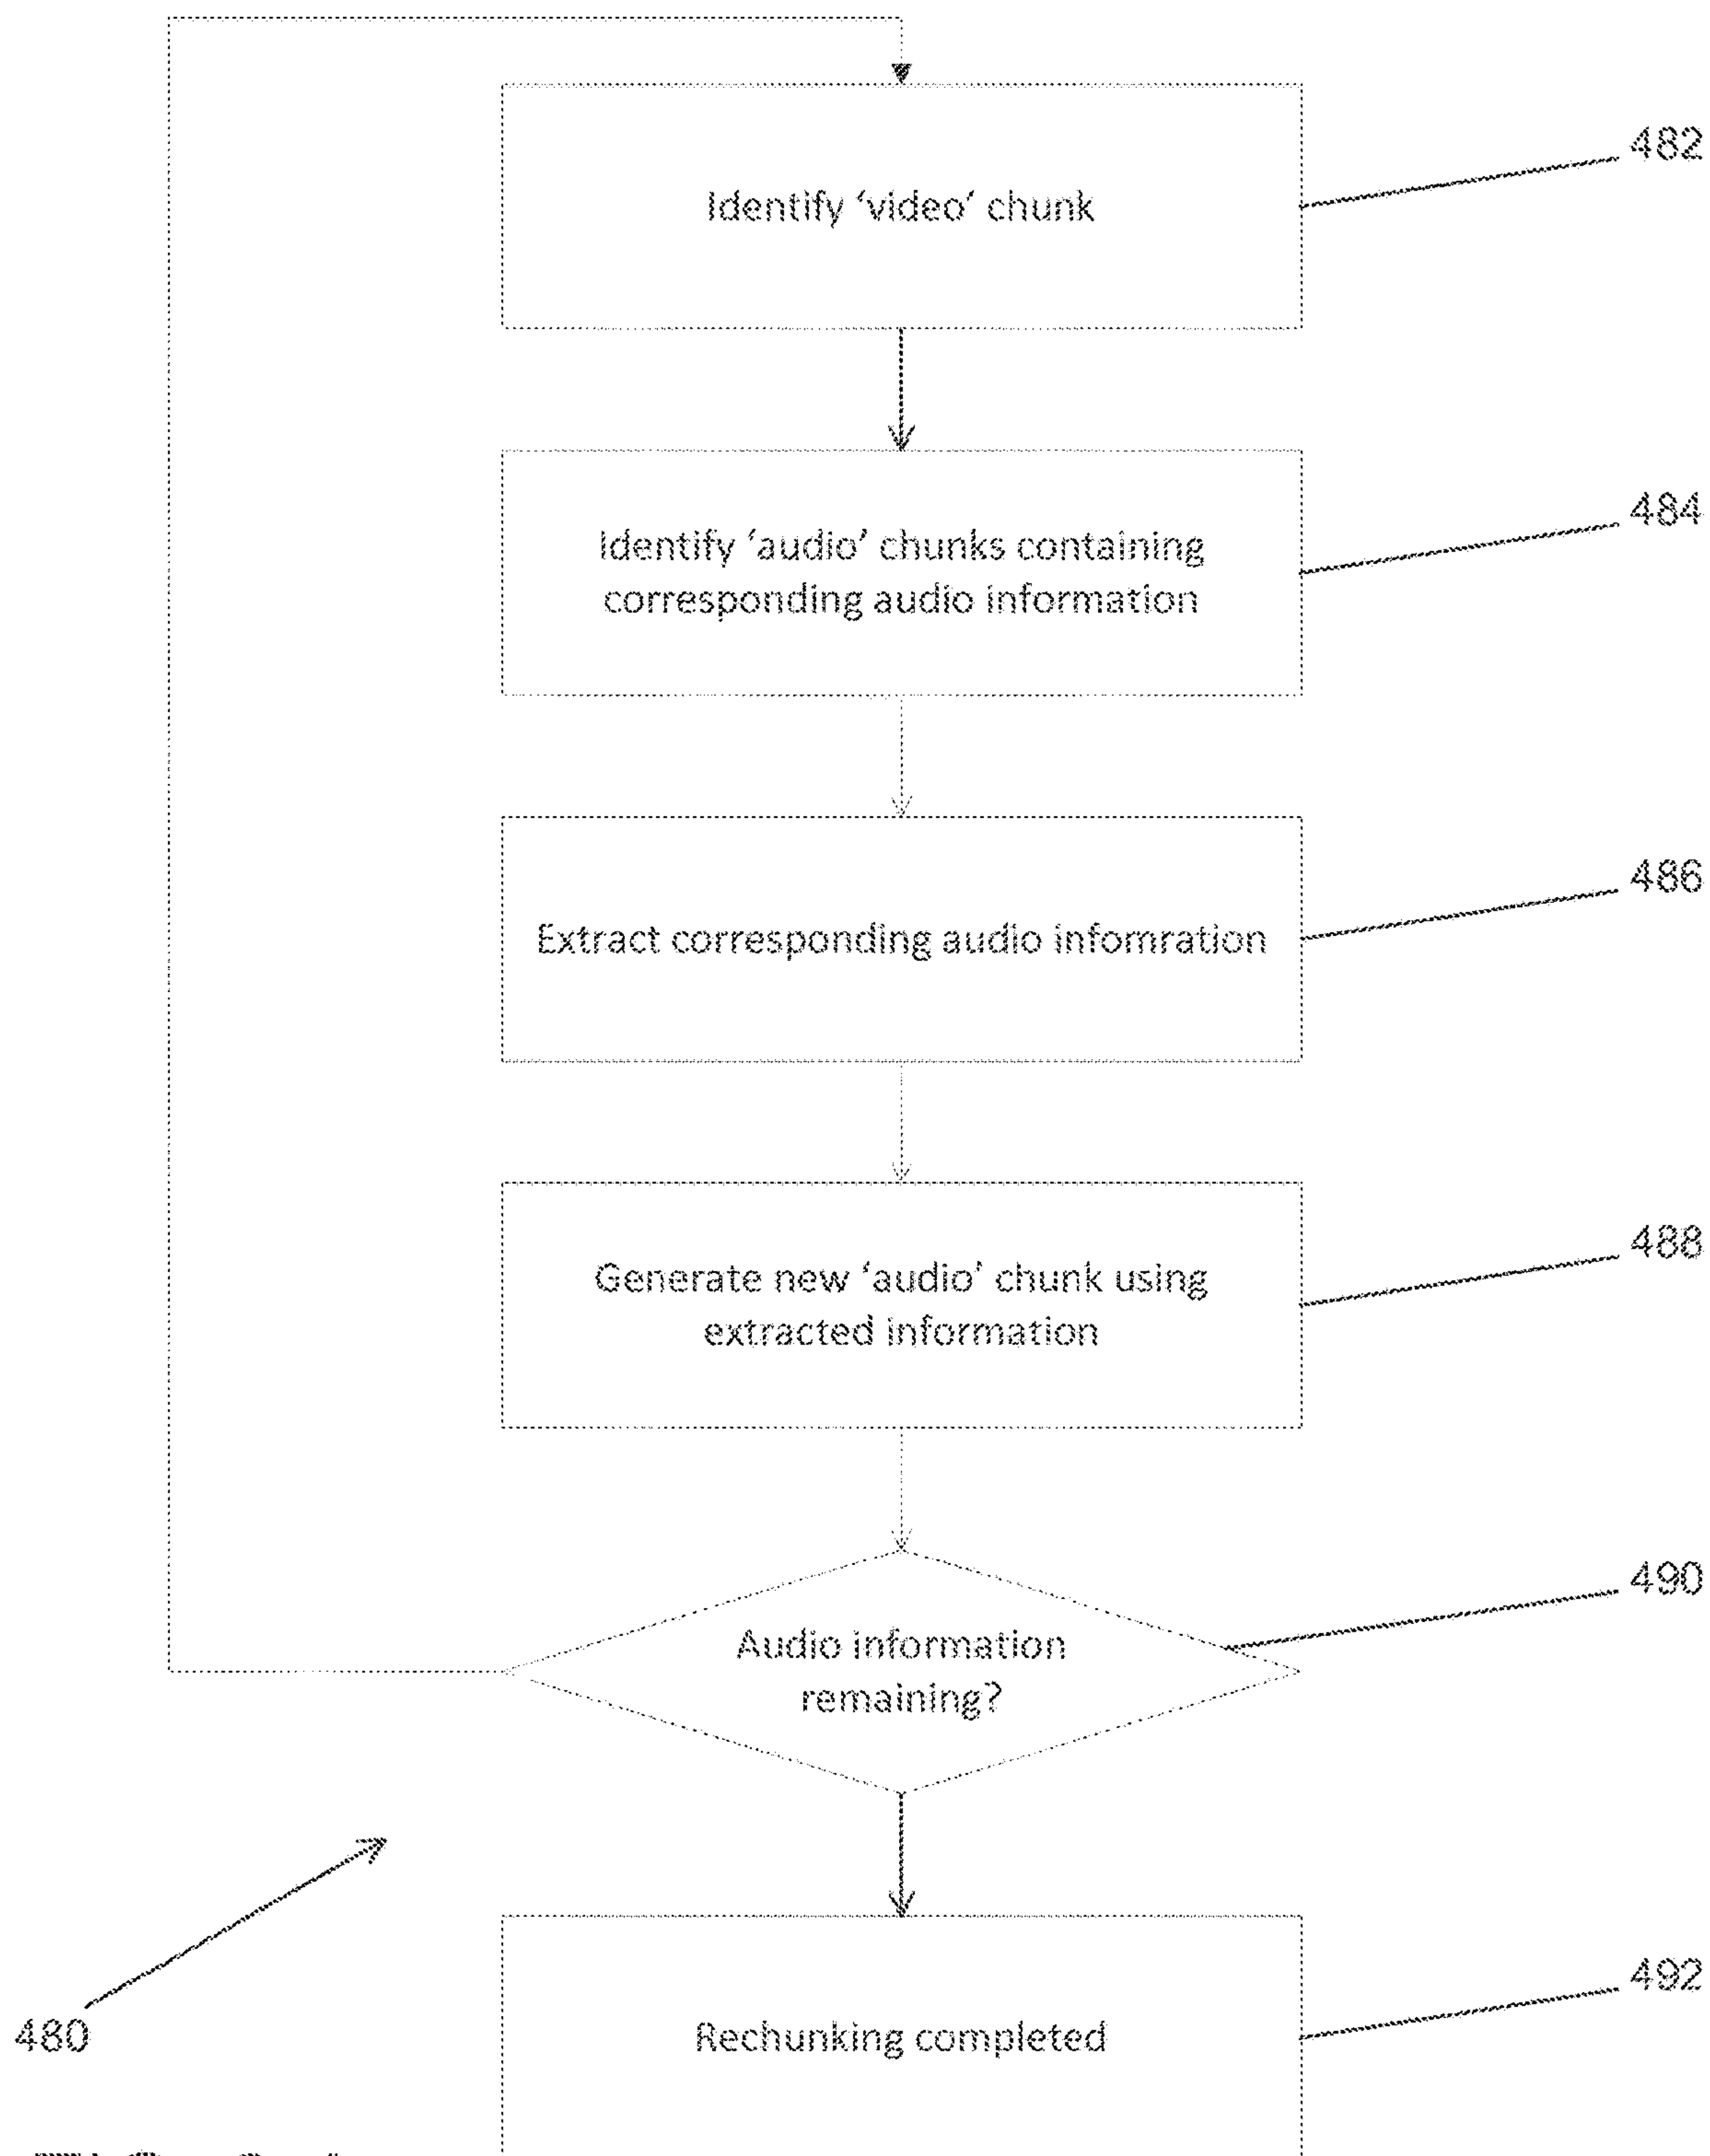 482
Identify ‘video’ chunk
484
Identify ‘audio’ chunks containing
corresponding audio information
486
Extract corresponding audio infomration
488
Generate new ‘audio’ chunk using
extracted information
490
Audio information
remaining?
480
492
Rechunking completed